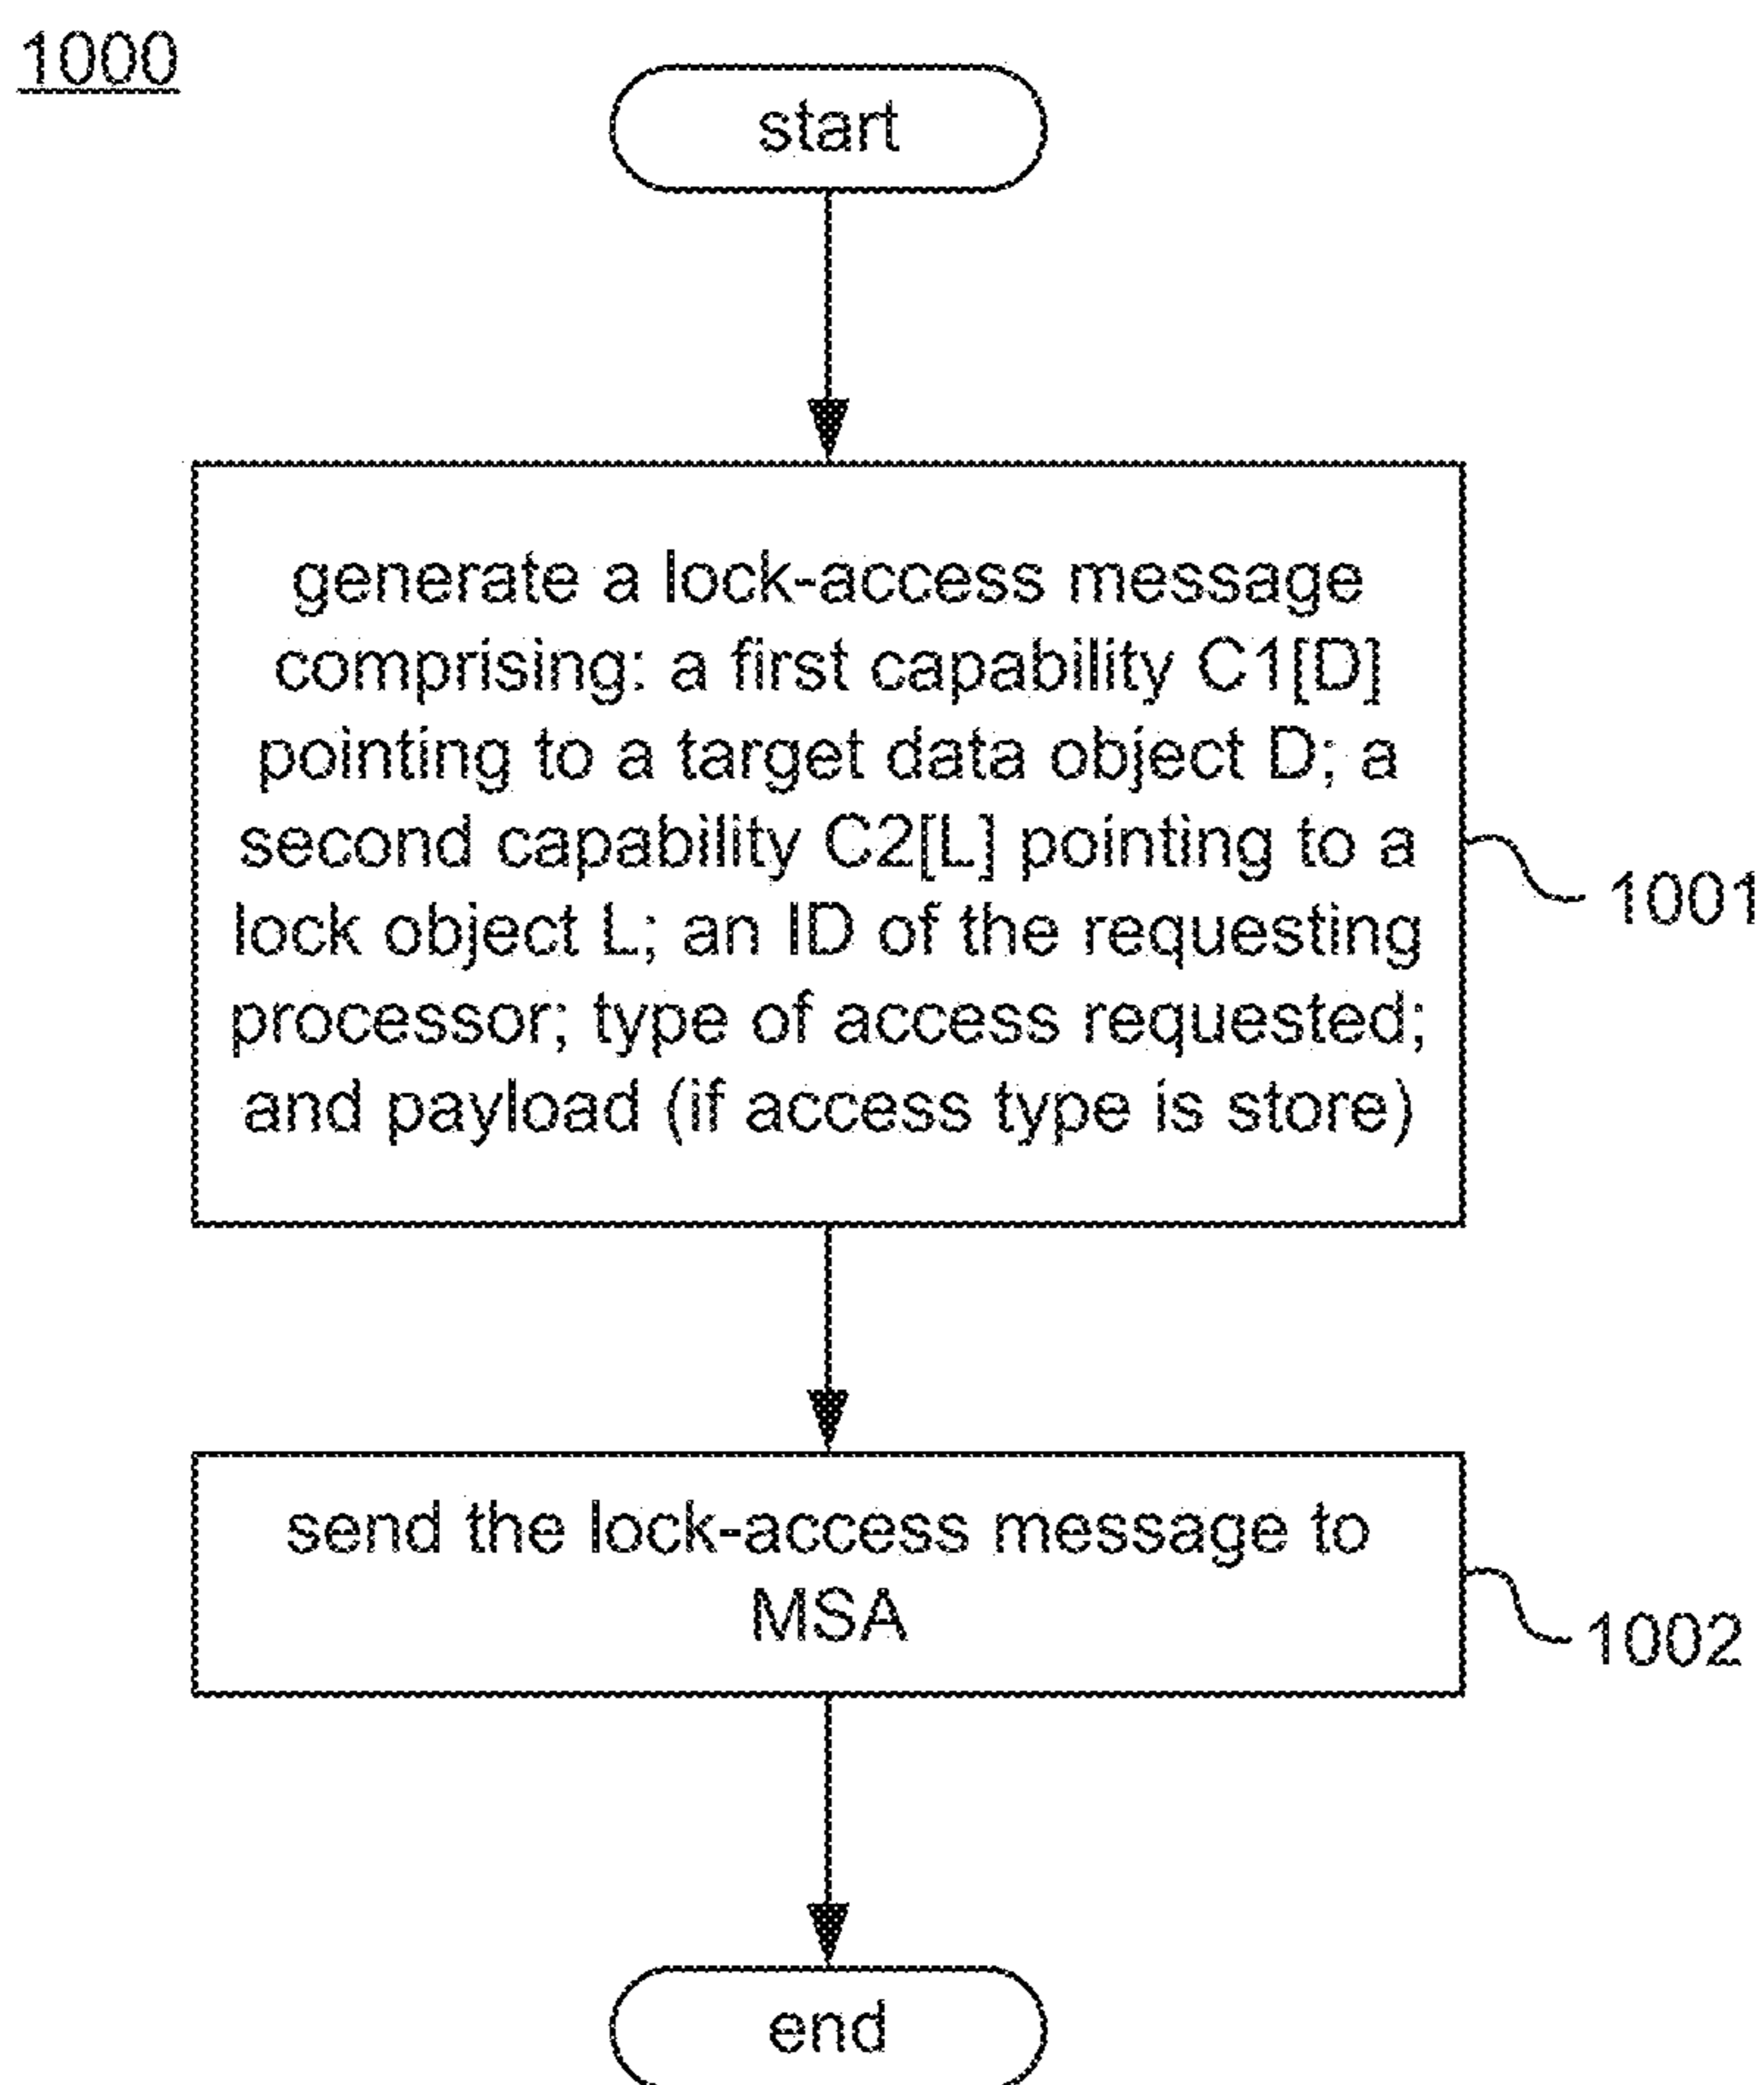 1000
start
generate a lock-access message
comprising: a first capability C1[D]
pointing to a target data object D; a
second capability C2[L] pointing to a
lock object L; an ID of the requesting
processor; type of access requested;
and payload (if access type is store)
1001
send the lock-access message to
MSA
1002
end